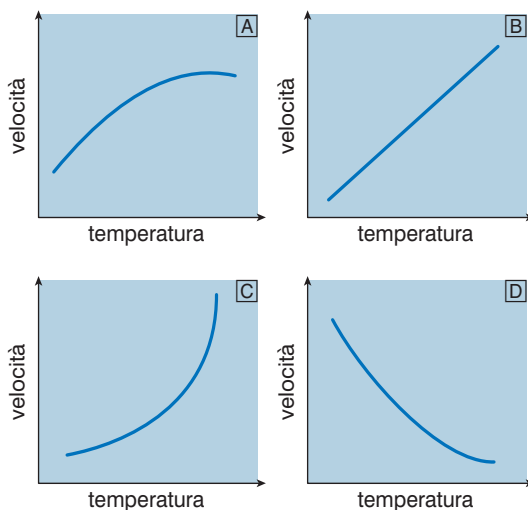 A
velocità
temperatura
B
velocità
temperatura
C
velocità
temperatura
D
velocità
temperatura